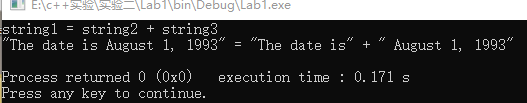 E:\c++实验\实验二\Lab1\bin\Debug\Lab1.exe
string1 = string2 + string3
"The date is August 1, 1993" = "The date is" + " August 1, 1993"
Process returned 0 (0x0)   execution time : 0.171 s
Press any key to continue.